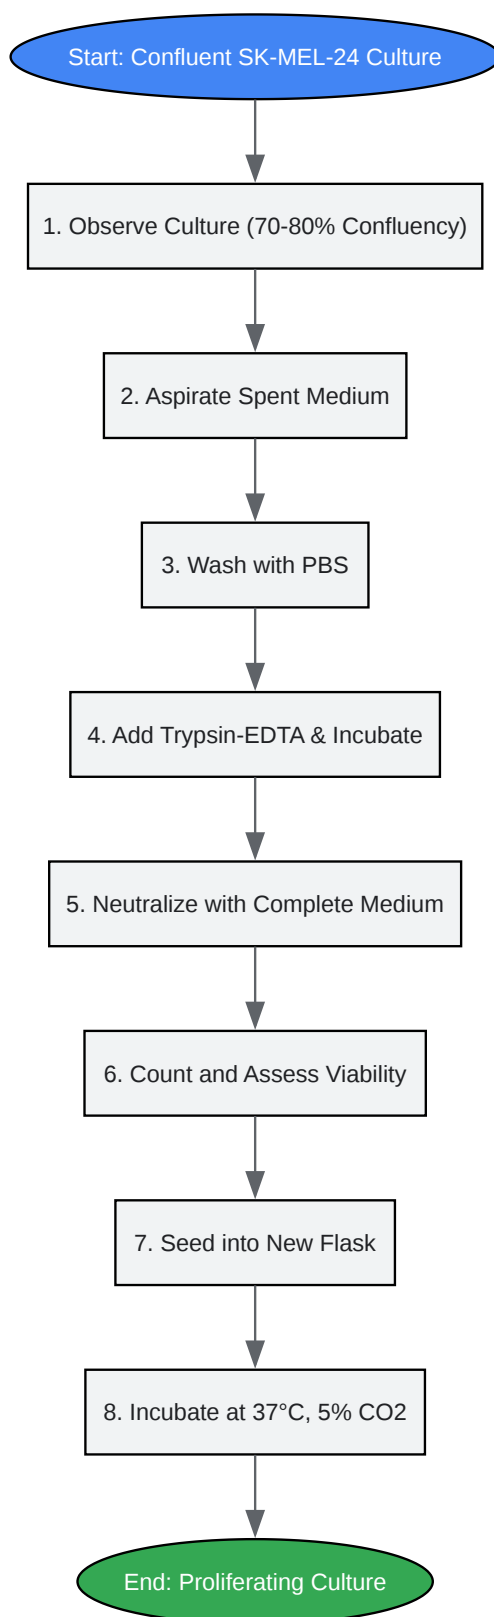 Start: Confluent SK-MEL-24 Culture
1. Observe Culture (70-80% Confluency)
2. Aspirate Spent Medium
3. Wash with PBS
4. Add Trypsin-EDTA & Incubate
5. Neutralize with Complete Medium
6. Count and Assess Viability
7. Seed into New Flask
8. Incubate at 37°C, 5% CO2
End: Proliferating Culture